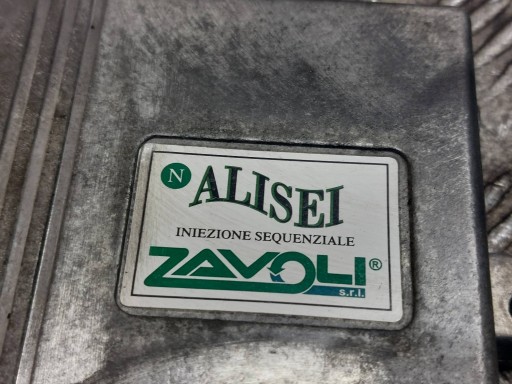 N ALISEI
INIEZIONE SEQUENZIALE
ZAVOLI®
s.r.l.